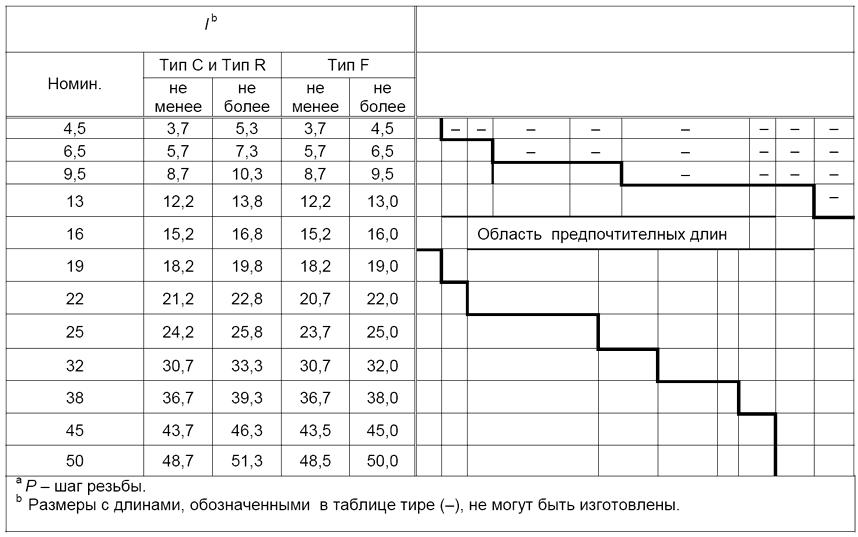 l b
Тип C и Тип R Тип F
Номин. не менее не более не менее не более
4,5 3,7 5,3 3,7 4,5 – – – – – – – –
6,5 5,7 7,3 5,7 6,5 – – – – – –
9,5 8,7 10,3 8,7 9,5 – – – –
13 12,2 13,8 12,2 13,0 –
16 15,2 16,8 15,2 16,0 Область предпочтителных длин
19 18,2 19,8 18,2 19,0
22 21,2 22,8 20,7 22,0
25 24,2 25,8 23,7 25,0
32 30,7 33,3 30,7 32,0
38 36,7 39,3 36,7 38,0
45 43,7 46,3 43,5 45,0
50 48,7 51,3 48,5 50,0
a P – шаг резьбы.
b Размеры с длинами, обозначенными в таблице тире (–), не могут быть изготовлены.